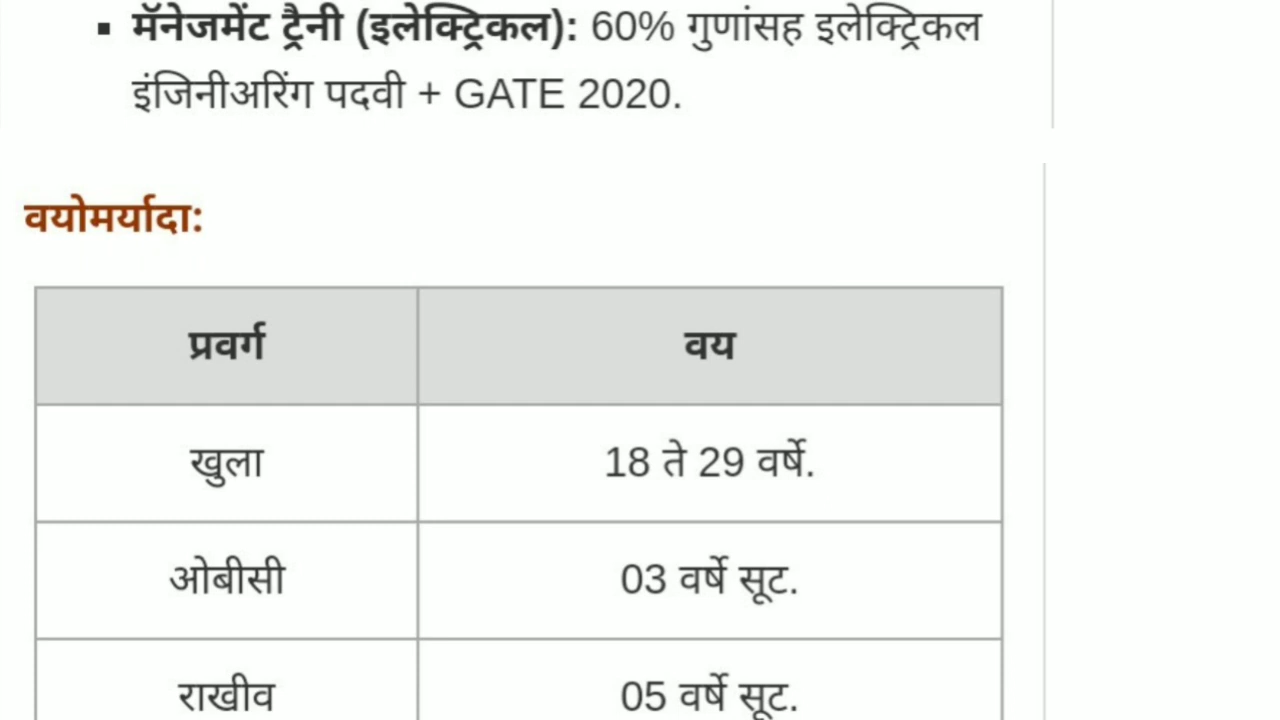 ▪ मॅनेजमेंट ट्रैनी (इलेक्ट्रिकल): 60% गुणांसह इलेक्ट्रिकल
इंजिनीअरिंग पदवी + GATE 2020.
वयोमर्यादा:
प्रवर्ग वय
खुला 18 ते 29 वर्षे.
ओबीसी 03 वर्षे सूट.
राखीव 05 वर्षे सूट.